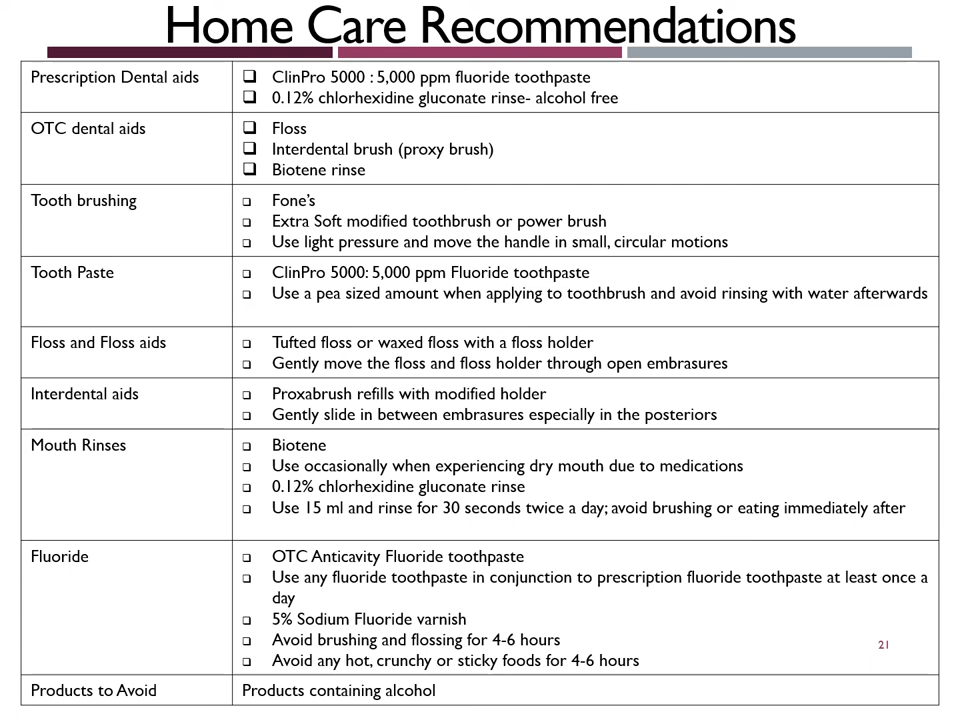 Home Care Recommendations
Prescription Dental aids
❑ ClinPro 5000 : 5,000 ppm fluoride toothpaste
❑ 0.12% chlorhexidine gluconate rinse- alcohol free
OTC dental aids
❑ Floss
❑ Interdental brush (proxy brush)
❑ Biotene rinse
Tooth brushing
❑ Fone's
❑ Extra Soft modified toothbrush or power brush
❑ Use light pressure and move the handle in small, circular motions
Tooth Paste
❑ ClinPro 5000: 5,000 ppm Fluoride toothpaste
❑ Use a pea sized amount when applying to toothbrush and avoid rinsing with water afterwards
Floss and Floss aids
❑ Tufted floss or waxed floss with a floss holder
❑ Gently move the floss and floss holder through open embrasures
Interdental aids
❑ Proxabrush refills with modified holder
❑ Gently slide in between embrasures especially in the posteriors
Mouth Rinses
❑ Biotene
❑ Use occasionally when experiencing dry mouth due to medications
❑ 0.12% chlorhexidine gluconate rinse
❑ Use 15 ml and rinse for 30 seconds twice a day; avoid brushing or eating immediately after
Fluoride
❑ OTC Anticavity Fluoride toothpaste
❑ Use any fluoride toothpaste in conjunction to prescription fluoride toothpaste at least once a
day
❑ 5% Sodium Fluoride varnish
❑ Avoid brushing and flossing for 4-6 hours
❑ Avoid any hot, crunchy or sticky foods for 4-6 hours
21
Products to Avoid
Products containing alcohol